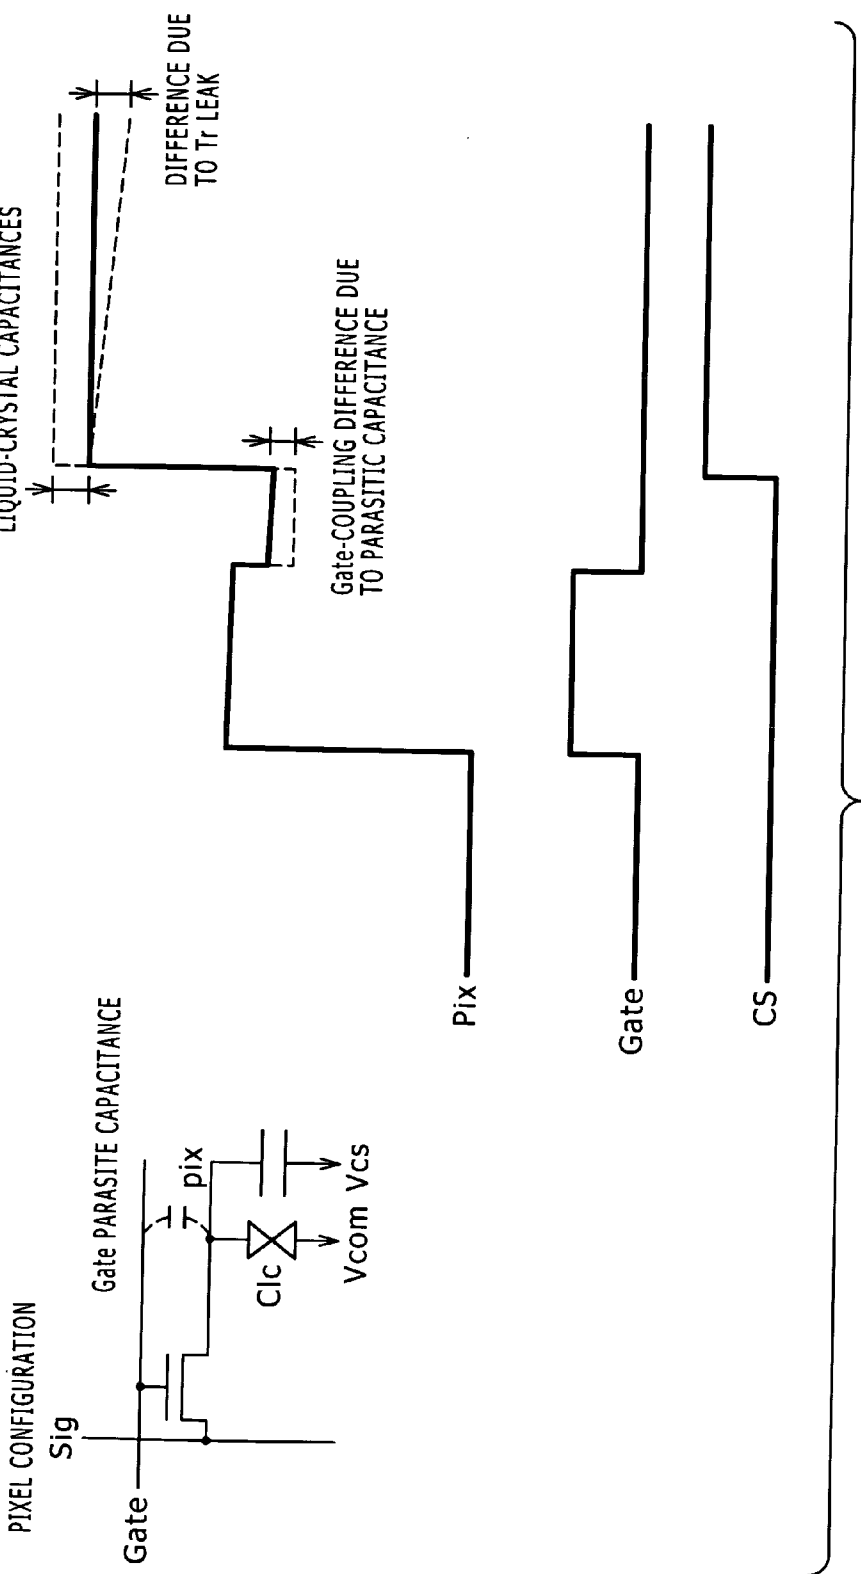 PIXEL CONFIGURATION
Sig
Gate
Gate PARASITE CAPACITANCE
pix
Clc
Vcom Vcs
LIQUID-CRYSTAL CAPACITANCES
DIFFERENCE DUE
TO Tr LEAK
Gate-COUPLING DIFFERENCE DUE
TO PARASITIC CAPACITANCE
Pix
Gate
CS